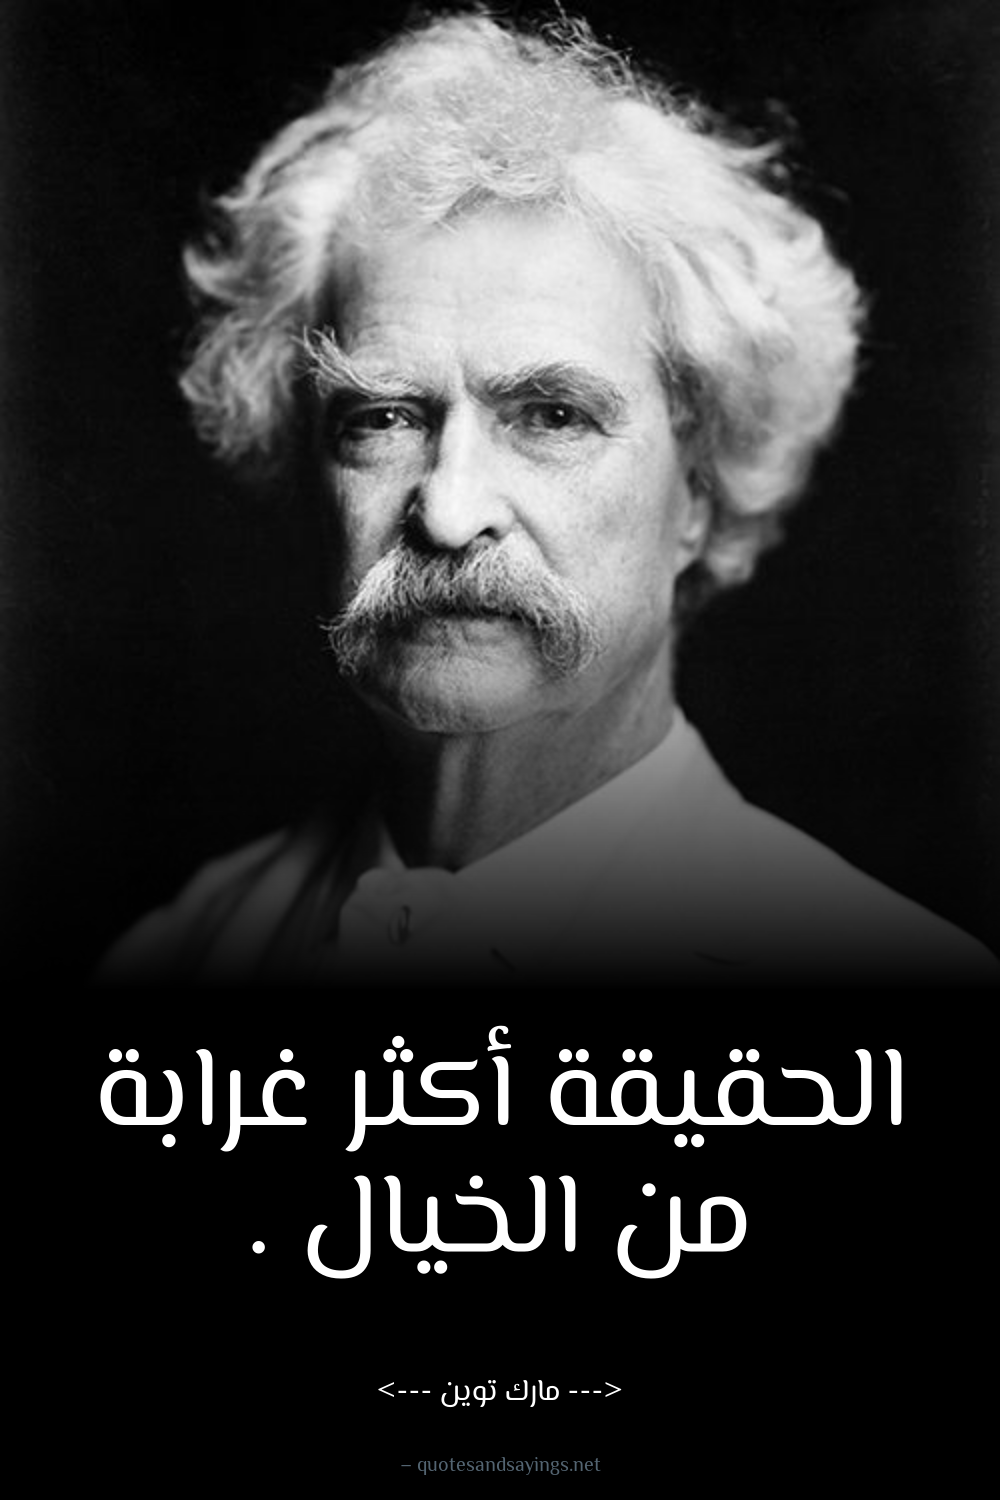 الحقيقة أكثر غرابة
من الخيال .
<--- مارك توين --->
– quotesandsayings.net